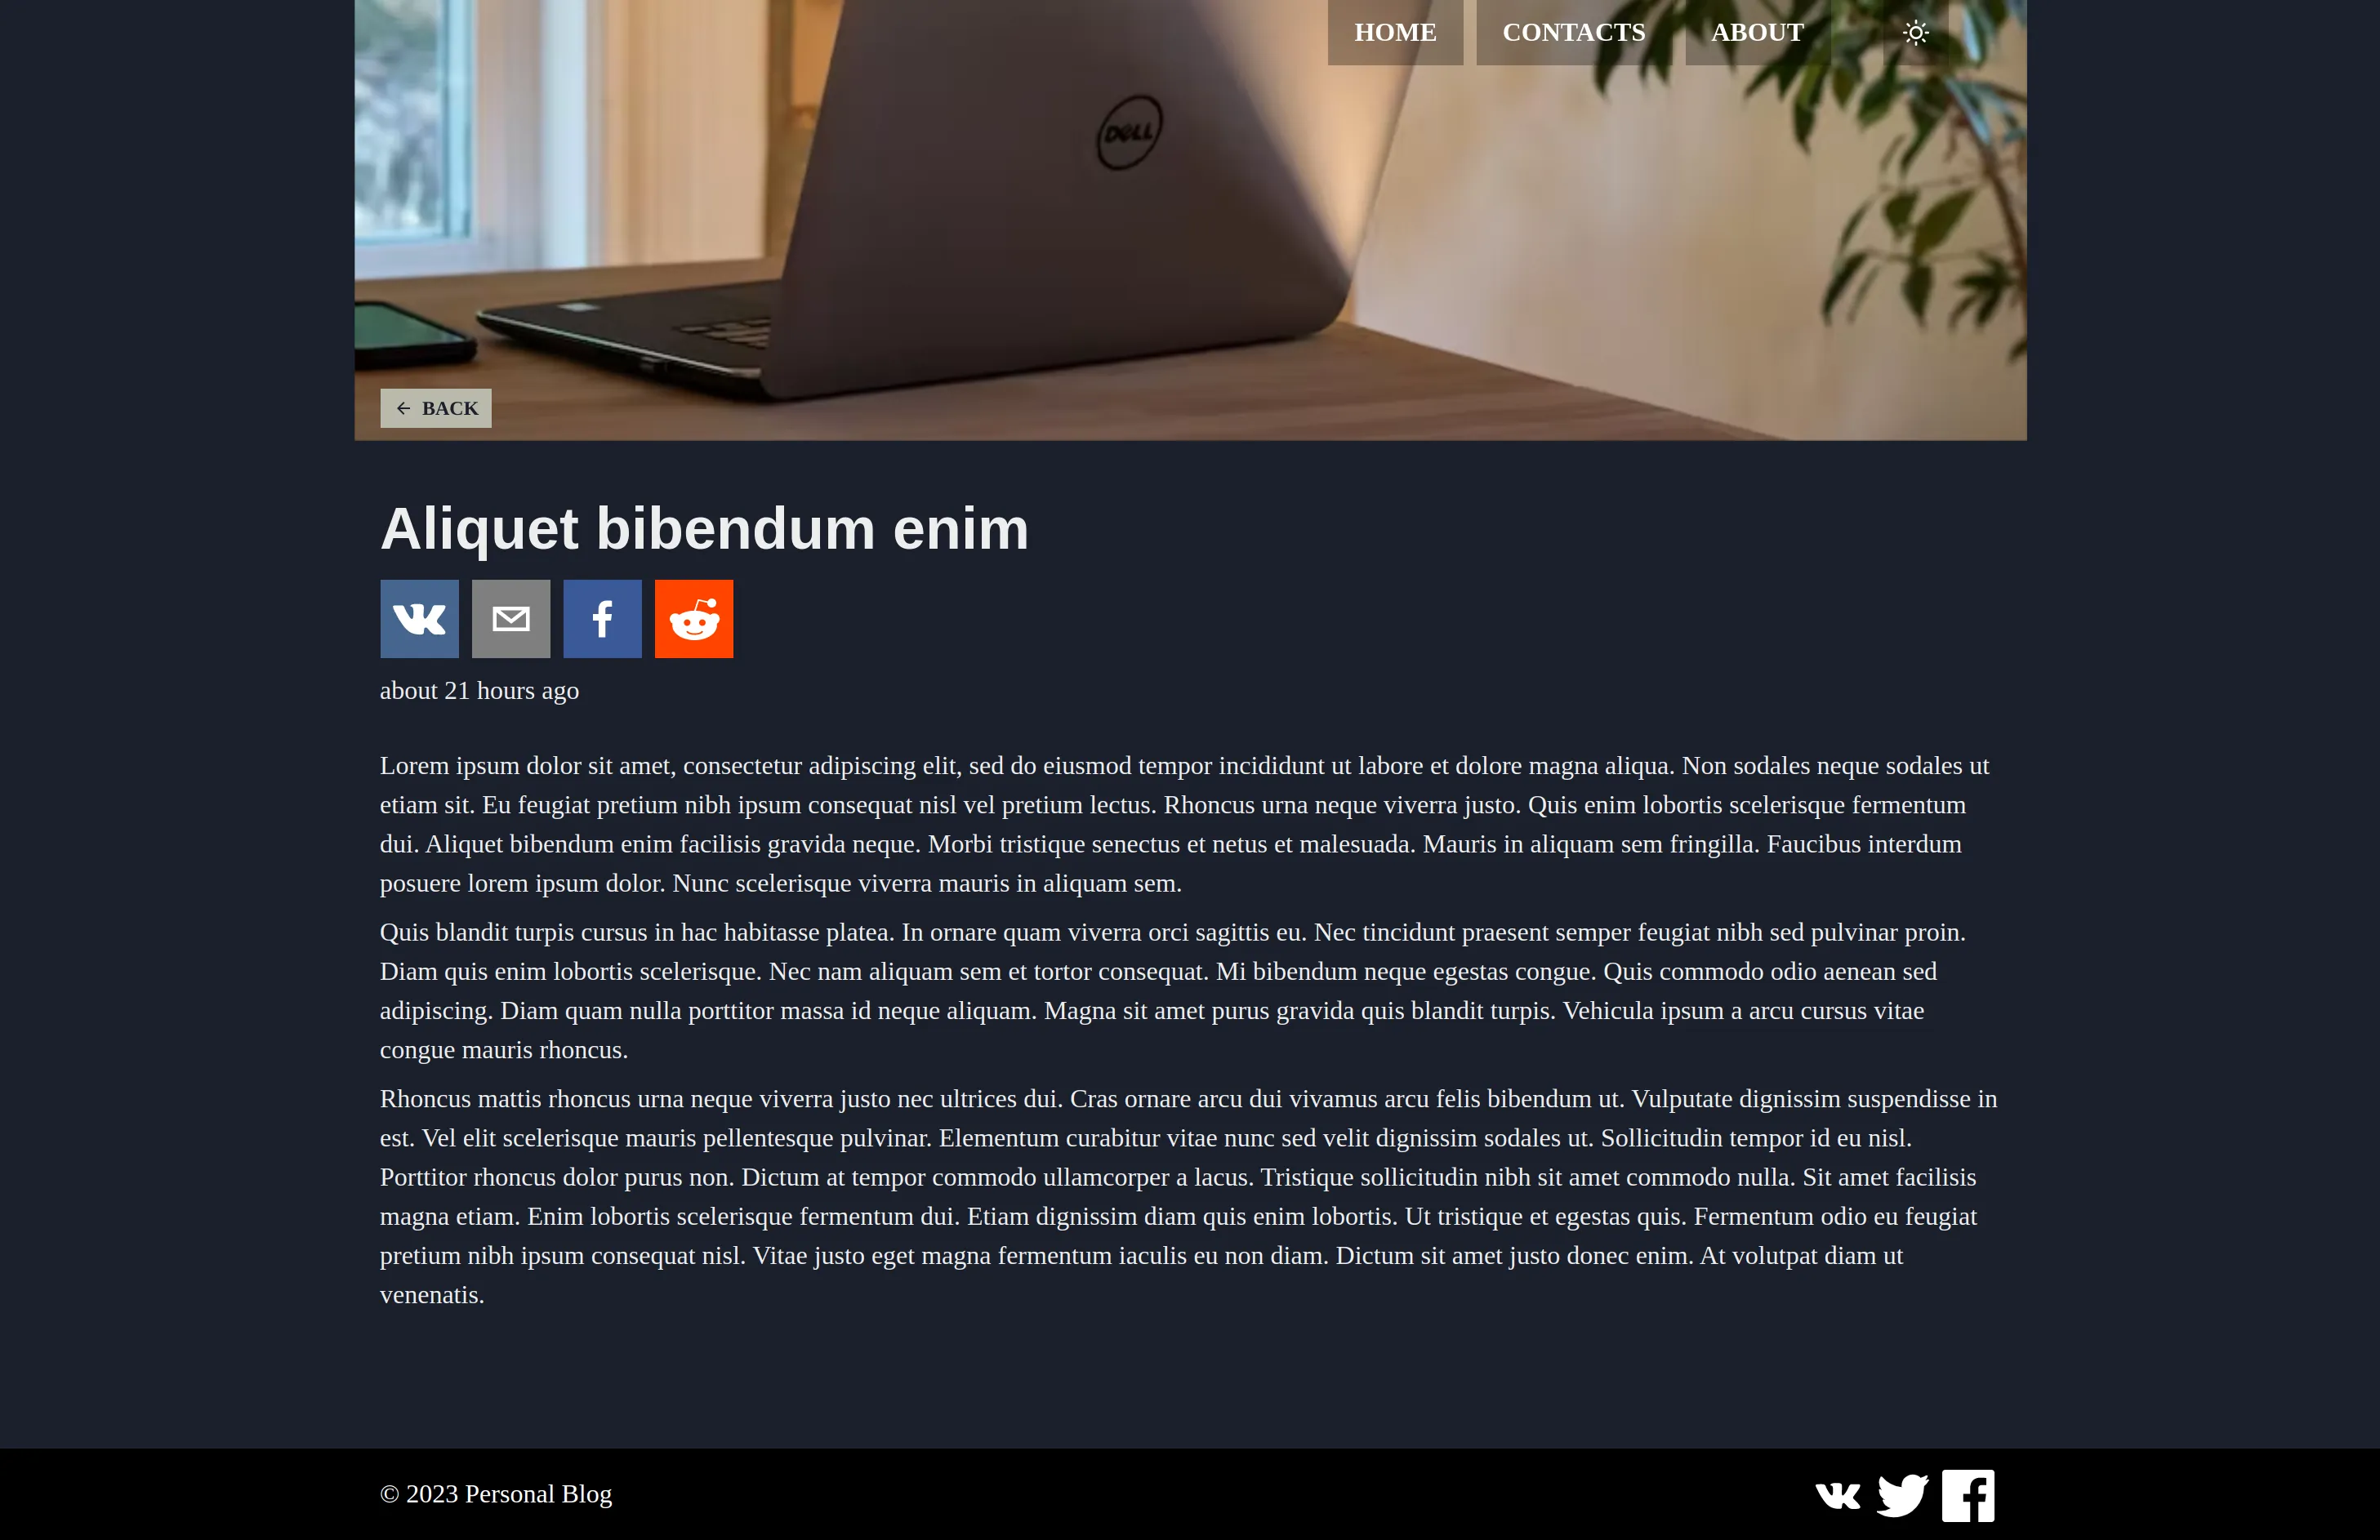 HOME CONTACTS ABOUT
DELL
BACK
Aliquet bibendum enim
about 21 hours ago
Lorem ipsum dolor sit amet, consectetur adipiscing elit, sed do eiusmod tempor incididunt ut labore et dolore magna aliqua. Non sodales neque sodales ut
etiam sit. Eu feugiat pretium nibh ipsum consequat nisl vel pretium lectus. Rhoncus urna neque viverra justo. Quis enim lobortis scelerisque fermentum
dui. Aliquet bibendum enim facilisis gravida neque. Morbi tristique senectus et netus et malesuada. Mauris in aliquam sem fringilla. Faucibus interdum
posuere lorem ipsum dolor. Nunc scelerisque viverra mauris in aliquam sem.
Quis blandit turpis cursus in hac habitasse platea. In ornare quam viverra orci sagittis eu. Nec tincidunt praesent semper feugiat nibh sed pulvinar proin.
Diam quis enim lobortis scelerisque. Nec nam aliquam sem et tortor consequat. Mi bibendum neque egestas congue. Quis commodo odio aenean sed
adipiscing. Diam quam nulla porttitor massa id neque aliquam. Magna sit amet purus gravida quis blandit turpis. Vehicula ipsum a arcu cursus vitae
congue mauris rhoncus.
Rhoncus mattis rhoncus urna neque viverra justo nec ultrices dui. Cras ornare arcu dui vivamus arcu felis bibendum ut. Vulputate dignissim suspendisse in
est. Vel elit scelerisque mauris pellentesque pulvinar. Elementum curabitur vitae nunc sed velit dignissim sodales ut. Sollicitudin tempor id eu nisl.
Porttitor rhoncus dolor purus non. Dictum at tempor commodo ullamcorper a lacus. Tristique sollicitudin nibh sit amet commodo nulla. Sit amet facilisis
magna etiam. Enim lobortis scelerisque fermentum dui. Etiam dignissim diam quis enim lobortis. Ut tristique et egestas quis. Fermentum odio eu feugiat
pretium nibh ipsum consequat nisl. Vitae justo eget magna fermentum iaculis eu non diam. Dictum sit amet justo donec enim. At volutpat diam ut
venenatis.
© 2023 Personal Blog